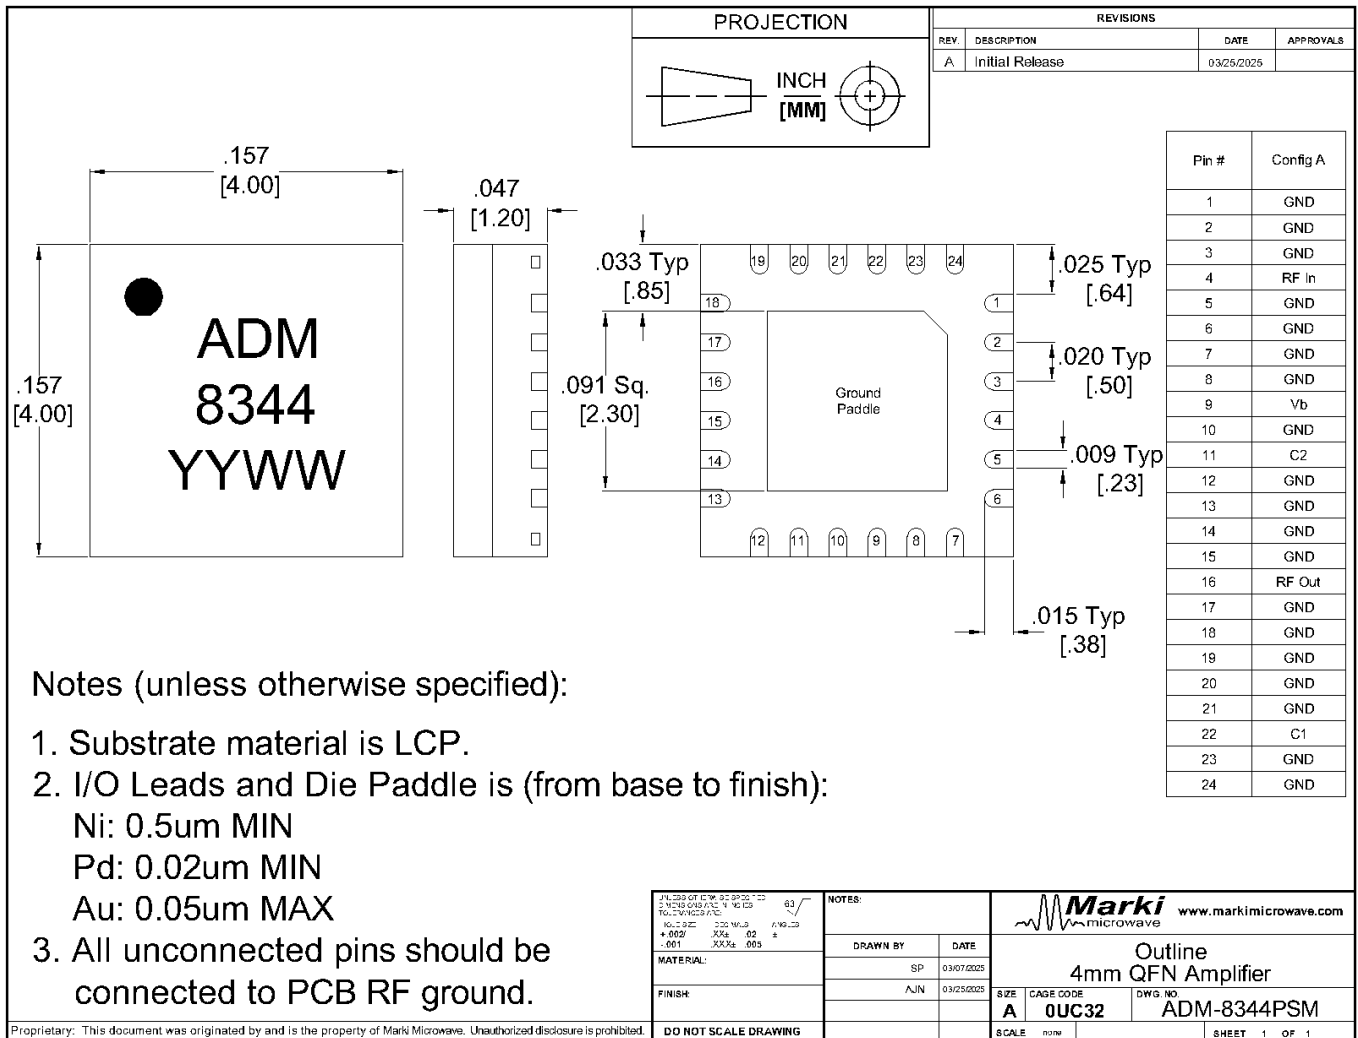 PROJECTION
INCH
[MM]
REVISIONS
REV. DESCRIPTION DATE APPROVALS
A Initial Release 03/25/2025
.157
[4.00]
.047
[1.20]
.157
[4.00]
ADM
8344
YYWW
.033 Typ
[.85]
.091 Sq.
[2.30]
19 20 21 22 23 24
18 1
17 2
16 3
15 4
14 5
13 6
12 11 10 9 8 7
Ground
Paddle
.025 Typ
[.64]
.020 Typ
[.50]
.009 Typ
[.23]
.015 Typ
[.38]
Pin # Config A
1 GND
2 GND
3 GND
4 RF In
5 GND
6 GND
7 GND
8 GND
9 Vb
10 GND
11 C2
12 GND
13 GND
14 GND
15 GND
16 RF Out
17 GND
18 GND
19 GND
20 GND
21 GND
22 C1
23 GND
24 GND
Notes (unless otherwise specified):
1. Substrate material is LCP.
2. I/O Leads and Die Paddle is (from base to finish):
Ni: 0.5um MIN
Pd: 0.02um MIN
Au: 0.05um MAX
3. All unconnected pins should be
connected to PCB RF ground.
Proprietary: This document was originated by and is the property of Marki Microwave. Unauthorized disclosure is prohibited.
63
+.002/ .XX± .02 ±
-.001 .XXX± .005
MATERIAL:
FINISH:
DO NOT SCALE DRAWING
NOTES:
DRAWN BY DATE
SP 03/07/2025
AJN 03/25/2025
Marki
microwave
www.markimicrowave.com
Outline
4mm QFN Amplifier
SIZE CAGE CODE DWG. NO.
A 0UC32 ADM-8344PSM
SCALE none SHEET 1 OF 1